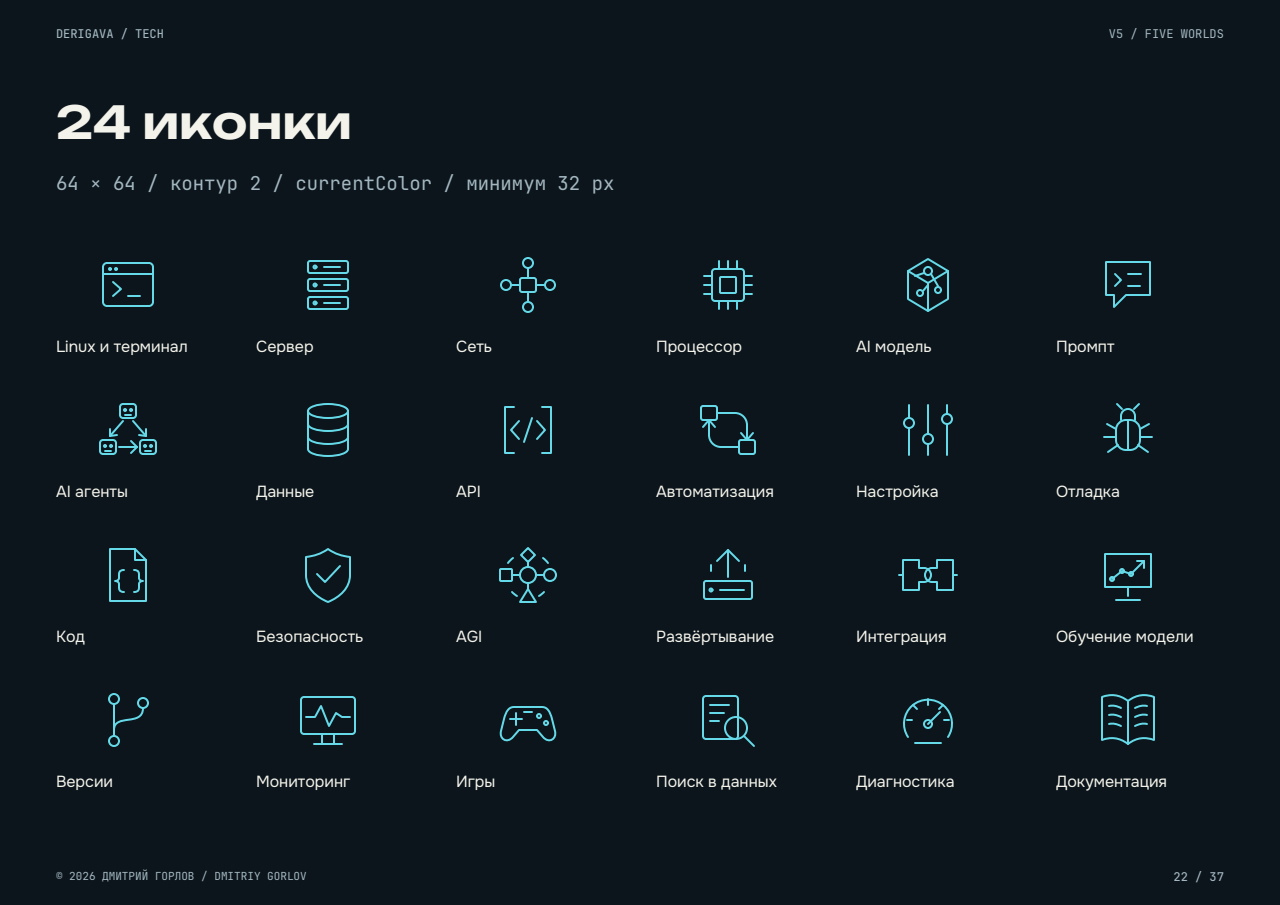 DERIGAVA / TECH
V5 / FIVE WORLDS
24 иконки
64 × 64 / контур 2 / currentColor / минимум 32 px
Linux и терминал
Сервер
Сеть
Процессор
AI модель
Промпт
AI агенты
Данные
API
Автоматизация
Настройка
Отладка
Код
Безопасность
AGI
Развёртывание
Интеграция
Обучение модели
Версии
Мониторинг
Игры
Поиск в данных
Диагностика
Документация
© 2026 ДМИТРИЙ ГОРЛОВ / DMITRIY GORLOV
22 / 37